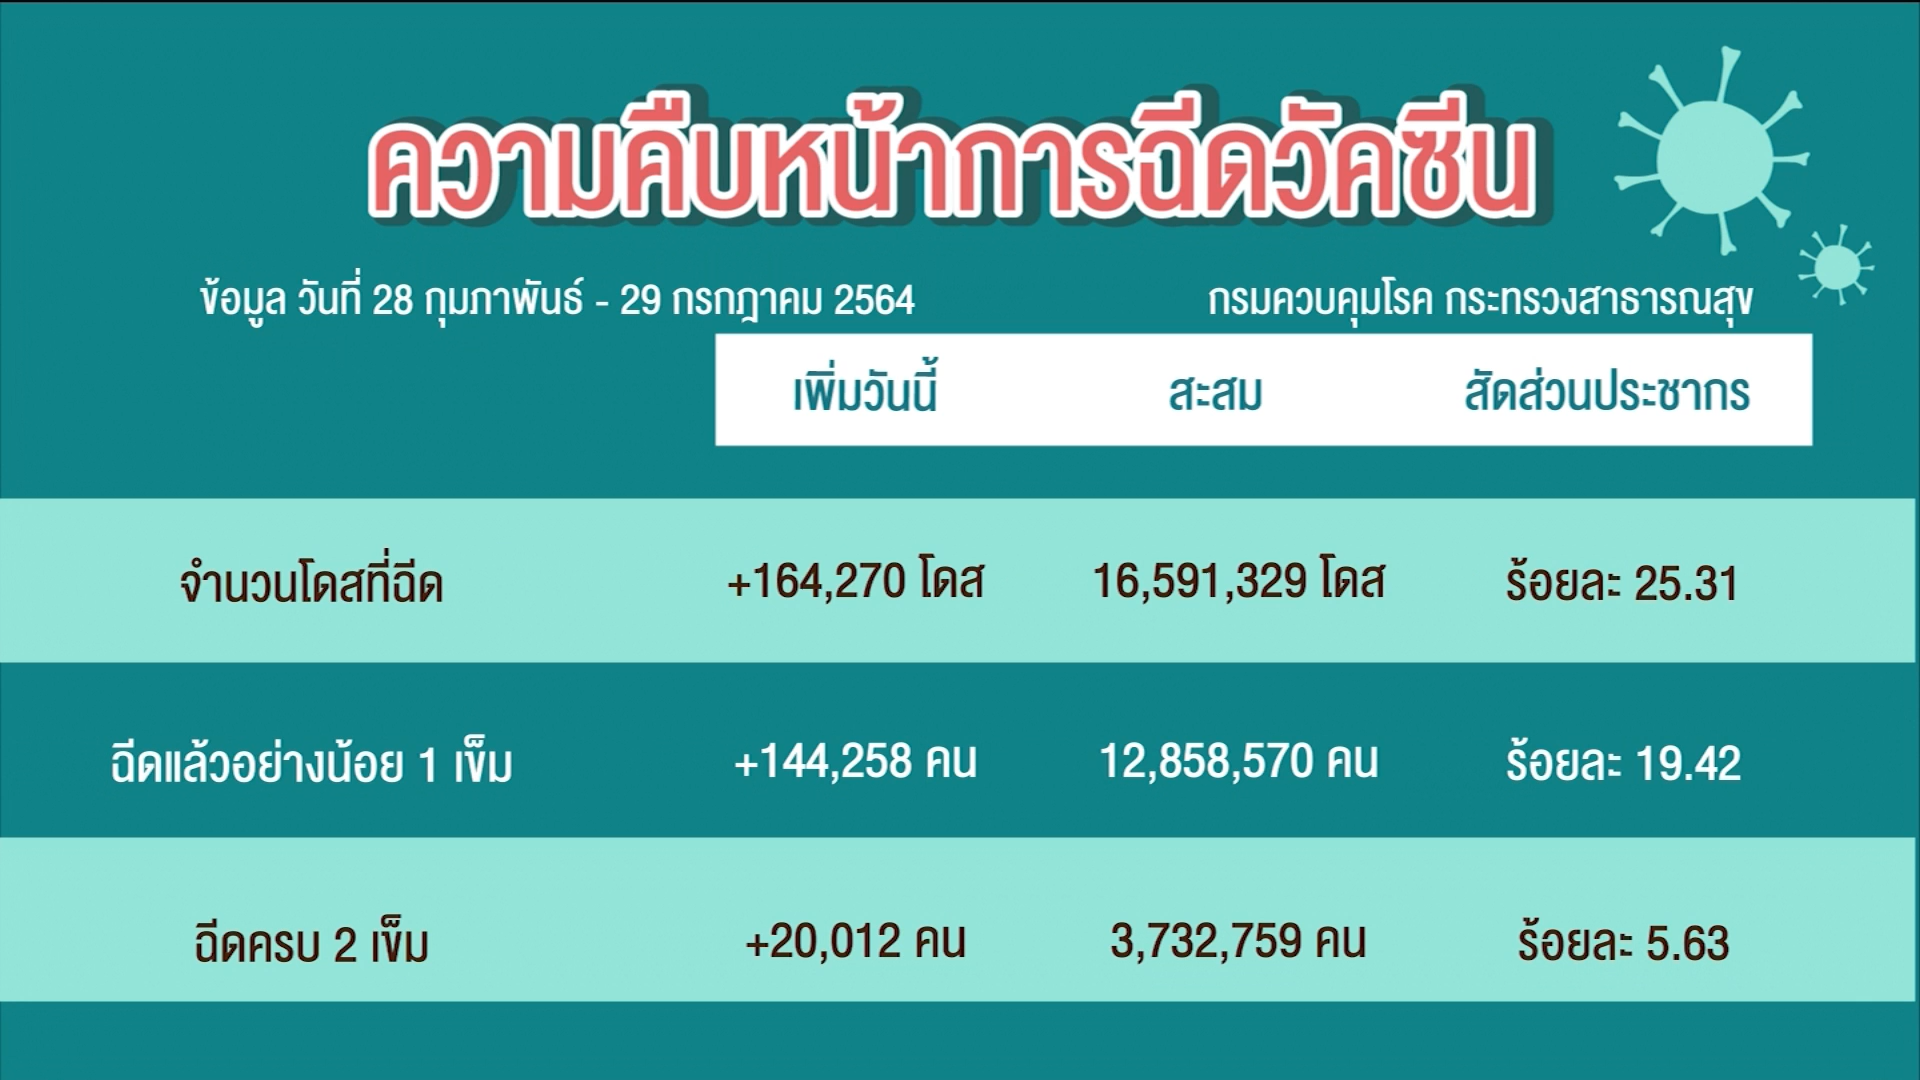 ความคืบหน้าการฉีดวัคซีน
ข้อมูล วันที่ 28 กุมภาพันธ์ - 29 กรกฎาคม 2564 กรมควบคุมโรค กระทรวงสาธารณสุข
เพิ่มวันนี้ สะสม สัดส่วนประชากร
จำนวนโดสที่ฉีด +164,270 โดส 16,591,329 โดส ร้อยละ 25.31
ฉีดแล้วอย่างน้อย 1 เข็ม +144,258 คน 12,858,570 คน ร้อยละ 19.42
ฉีดครบ 2 เข็ม +20,012 คน 3,732,759 คน ร้อยละ 5.63